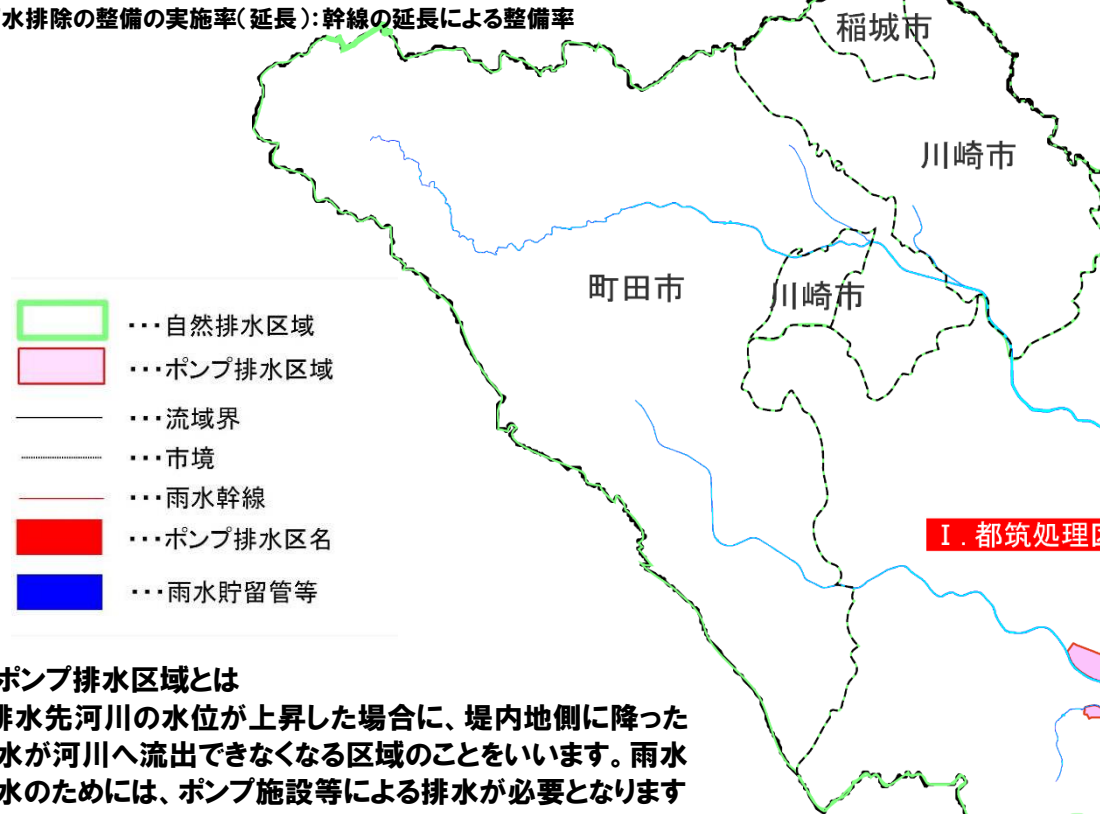 水排除の整備の実施率(延長):幹線の延長による整備率
稲城市
川崎市
町田市
川崎市
…自然排水区域
…ポンプ排水区域
…流域界
…市境
…雨水幹線
…ポンプ排水区名
…雨水貯留管等
Ⅰ.都筑処理区
ポンプ排水区域とは
排水先河川の水位が上昇した場合に、堤内地側に降った
水が河川へ流出できなくなる区域のことをいいます。雨水
水のためには、ポンプ施設等による排水が必要となります